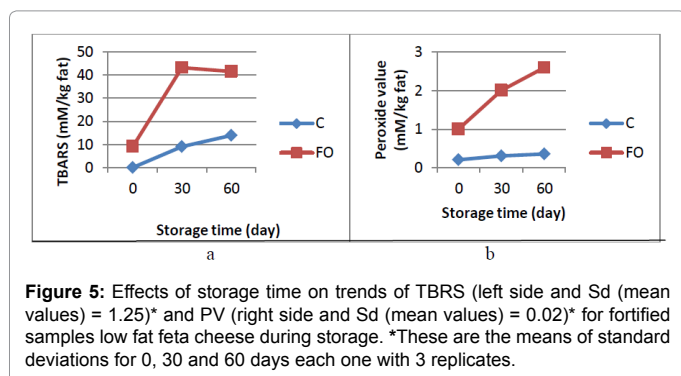 50
40
30
20
10
0
TBARS (mM/kg fat)
0 30 60
Storage time (day)
C
FO
a
3
2
1
0
Peroxide value
(mM/kg fat)
0 30 60
Storage time (day)
C
FO
b
Figure 5: Effects of storage time on trends of TBRS (left side and Sd (mean
values) = 1.25)* and PV (right side and Sd (mean values) = 0.02)* for fortified
samples low fat feta cheese during storage. *These are the means of standard
deviations for 0, 30 and 60 days each one with 3 replicates.